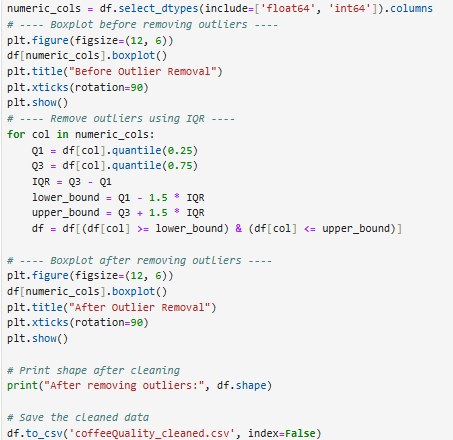 numeric_cols = df.select_dtypes(include=['float64', 'int64']).columns
# ---- Boxplot before removing outliers ----
plt.figure(figsize=(12, 6))
df[numeric_cols].boxplot()
plt.title("Before Outlier Removal")
plt.xticks(rotation=90)
plt.show()
# ---- Remove outliers using IQR ----
for col in numeric_cols:
    Q1 = df[col].quantile(0.25)
    Q3 = df[col].quantile(0.75)
    IQR = Q3 - Q1
    lower_bound = Q1 - 1.5 * IQR
    upper_bound = Q3 + 1.5 * IQR
    df = df[(df[col] >= lower_bound) & (df[col] <= upper_bound)]
# ---- Boxplot after removing outliers ----
plt.figure(figsize=(12, 6))
df[numeric_cols].boxplot()
plt.title("After Outlier Removal")
plt.xticks(rotation=90)
plt.show()
# Print shape after cleaning
print("After removing outliers:", df.shape)
# Save the cleaned data
df.to_csv('coffeeQuality_cleaned.csv', index=False)